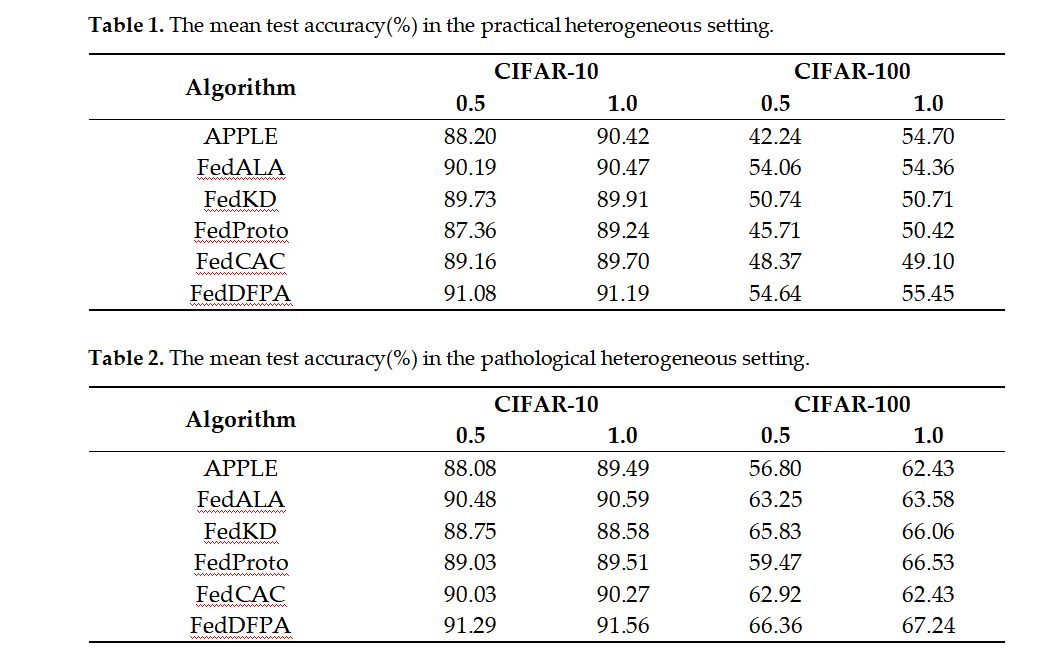 Table 1. The mean test accuracy(%) in the practical heterogeneous setting.
Algorithm CIFAR-10 CIFAR-100
0.5 1.0 0.5 1.0
APPLE 88.20 90.42 42.24 54.70
FedALA 90.19 90.47 54.06 54.36
FedKD 89.73 89.91 50.74 50.71
FedProto 87.36 89.24 45.71 50.42
FedCAC 89.16 89.70 48.37 49.10
FedDFPA 91.08 91.19 54.64 55.45
Table 2. The mean test accuracy(%) in the pathological heterogeneous setting.
Algorithm CIFAR-10 CIFAR-100
0.5 1.0 0.5 1.0
APPLE 88.08 89.49 56.80 62.43
FedALA 90.48 90.59 63.25 63.58
FedKD 88.75 88.58 65.83 66.06
FedProto 89.03 89.51 59.47 66.53
FedCAC 90.03 90.27 62.92 62.43
FedDFPA 91.29 91.56 66.36 67.24